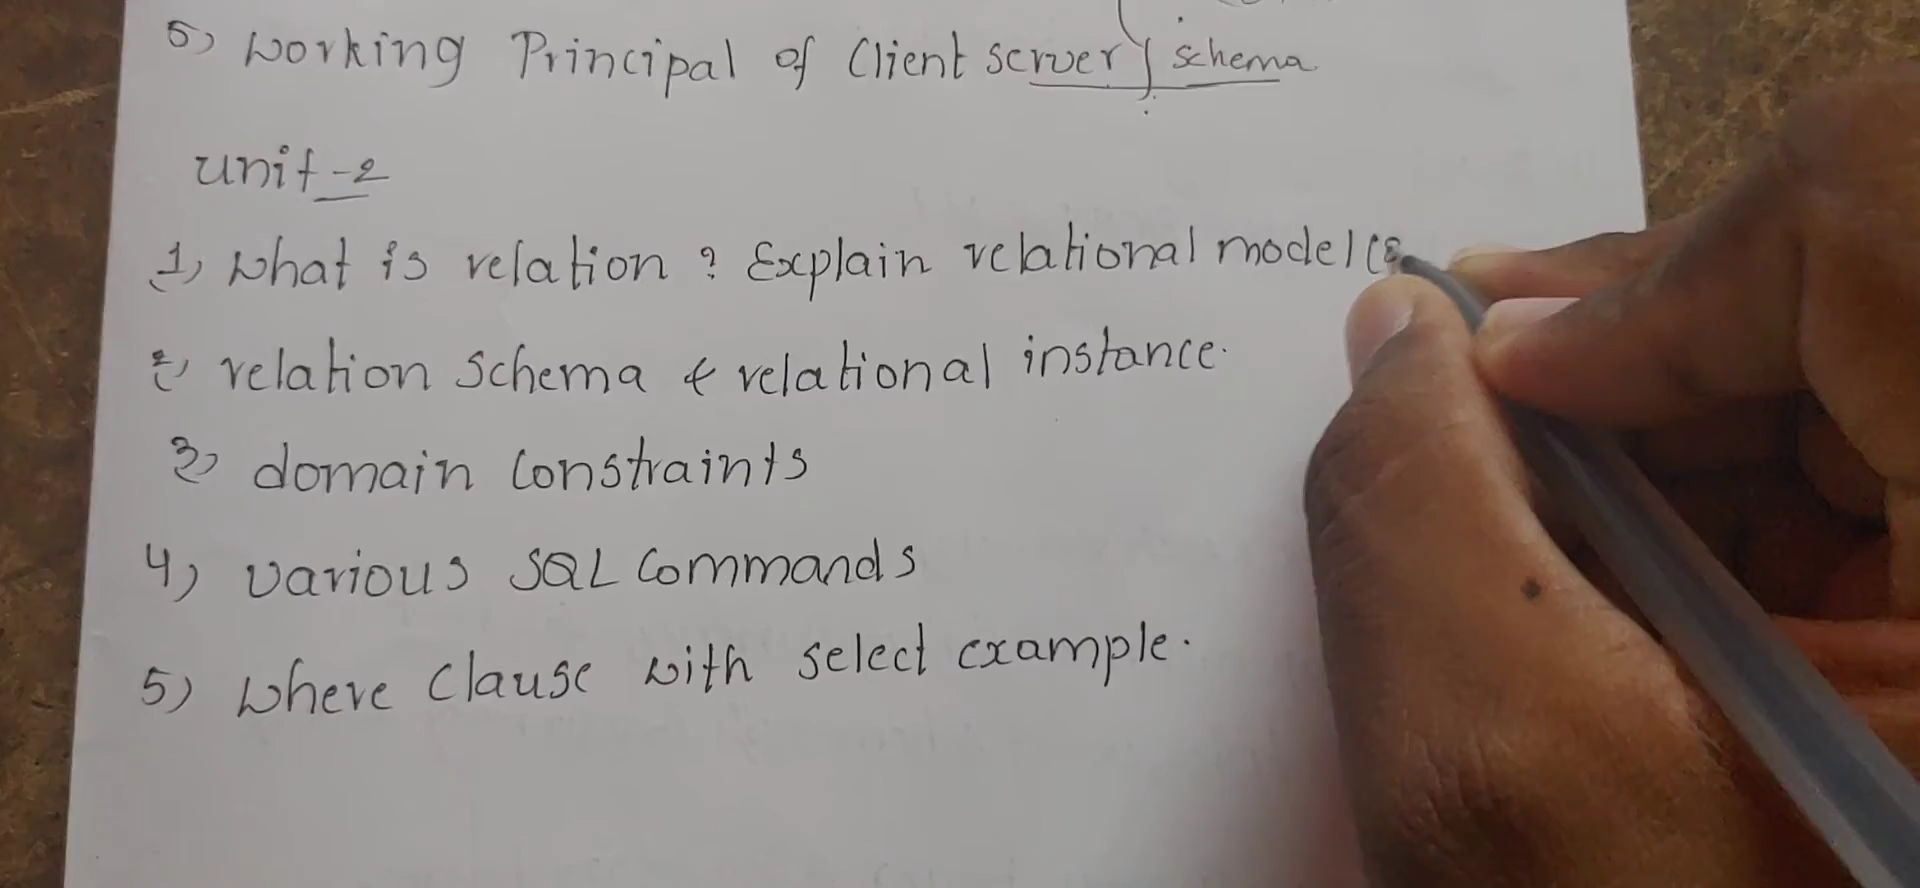 5) working Principal of Client server / schema
unit-2
1) what is relation ? Explain relational model (8
2) relation schema & relational instance.
3) domain constraints
4) various SQL Commands
5) where clause with select example.